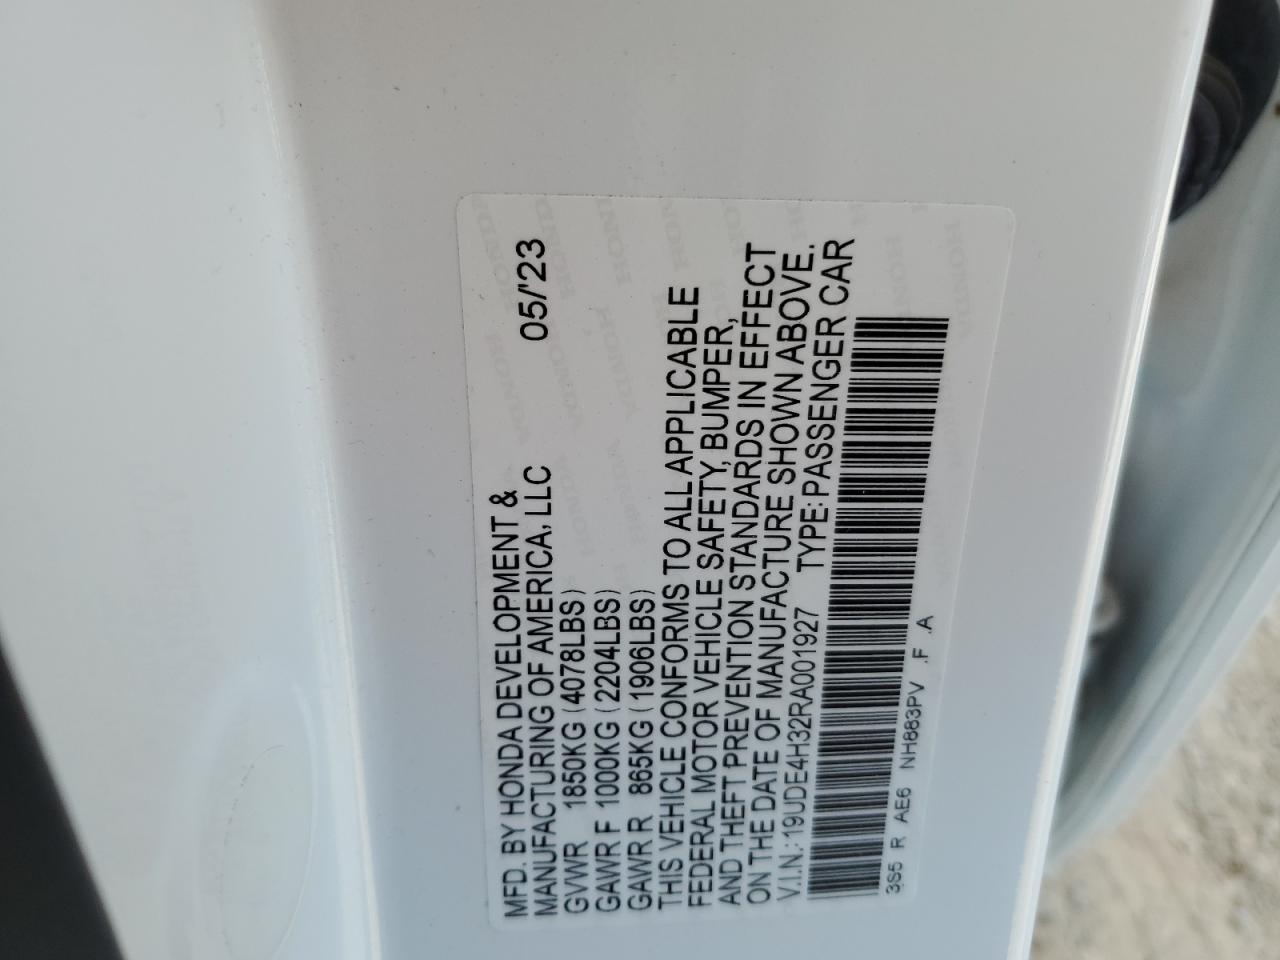 MFD. BY HONDA DEVELOPMENT &
MANUFACTURING OF AMERICA, LLC 05/'23
GVWR 1850KG (4078LBS)
GAWR F 1000KG (2204LBS)
GAWR R 865KG (1906LBS)
THIS VEHICLE CONFORMS TO ALL APPLICABLE
FEDERAL MOTOR VEHICLE SAFETY, BUMPER,
AND THEFT PREVENTION STANDARDS IN EFFECT
ON THE DATE OF MANUFACTURE SHOWN ABOVE.
V.I.N.: 19UDE4H32RA001927 TYPE: PASSENGER CAR
3S5 R AE6 NH883PV .F .A